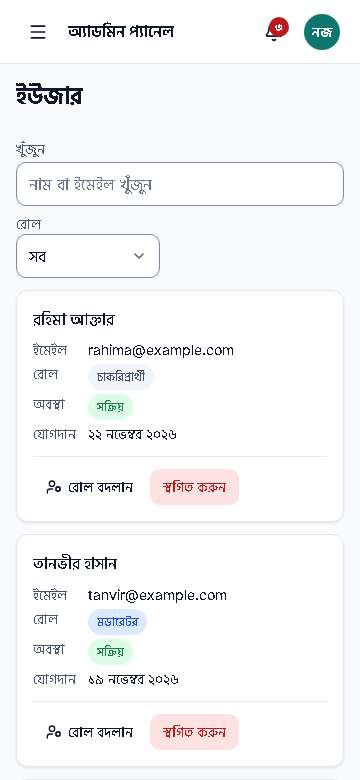 অ্যাডমিন প্যানেল
৩
নজ
ইউজার
খুঁজুন
নাম বা ইমেইল খুঁজুন
রোল
সব
রহিমা আক্তার
ইমেইল rahima@example.com
রোল চাকরিপ্রার্থী
অবস্থা সক্রিয়
যোগদান ২২ নভেম্বর ২০২৬
রোল বদলান স্থগিত করুন
তানভীর হাসান
ইমেইল tanvir@example.com
রোল মডারেটর
অবস্থা সক্রিয়
যোগদান ১৯ নভেম্বর ২০২৬
রোল বদলান স্থগিত করুন